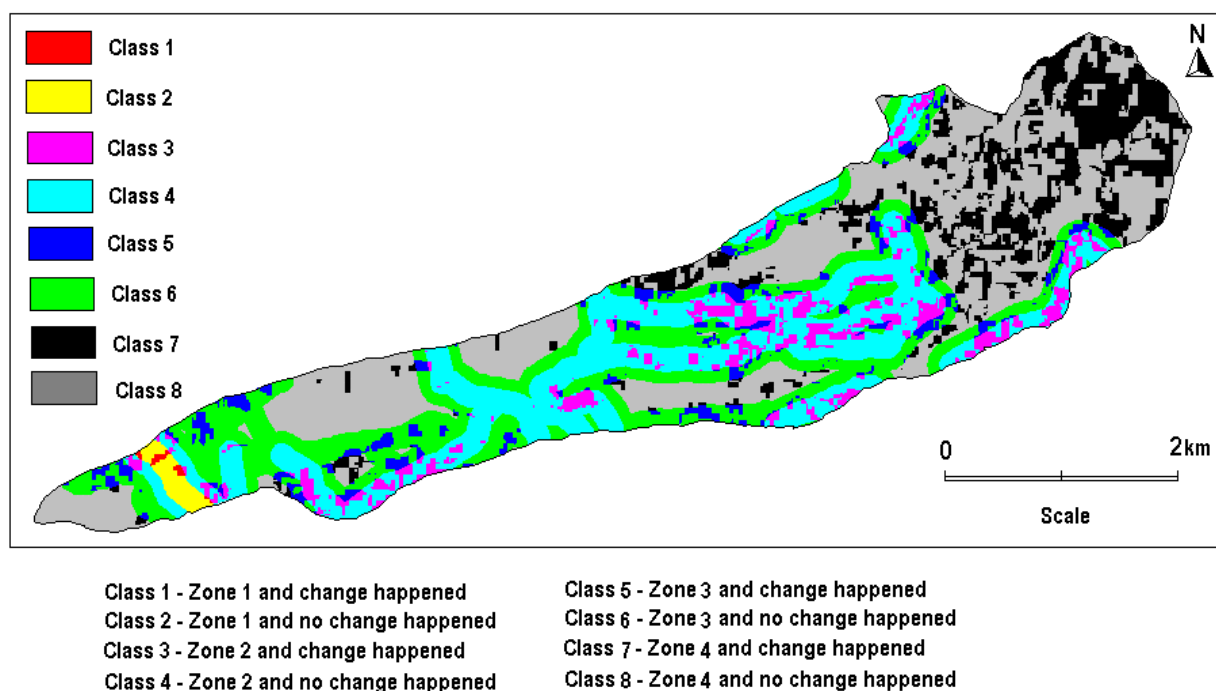 Class 1
Class 2
Class 3
Class 4
Class 5
Class 6
Class 7
Class 8
N
0 2km
Scale
Class 1 - Zone 1 and change happened
Class 2 - Zone 1 and no change happened
Class 3 - Zone 2 and change happened
Class 4 - Zone 2 and no change happened
Class 5 - Zone 3 and change happened
Class 6 - Zone 3 and no change happened
Class 7 - Zone 4 and change happened
Class 8 - Zone 4 and no change happened